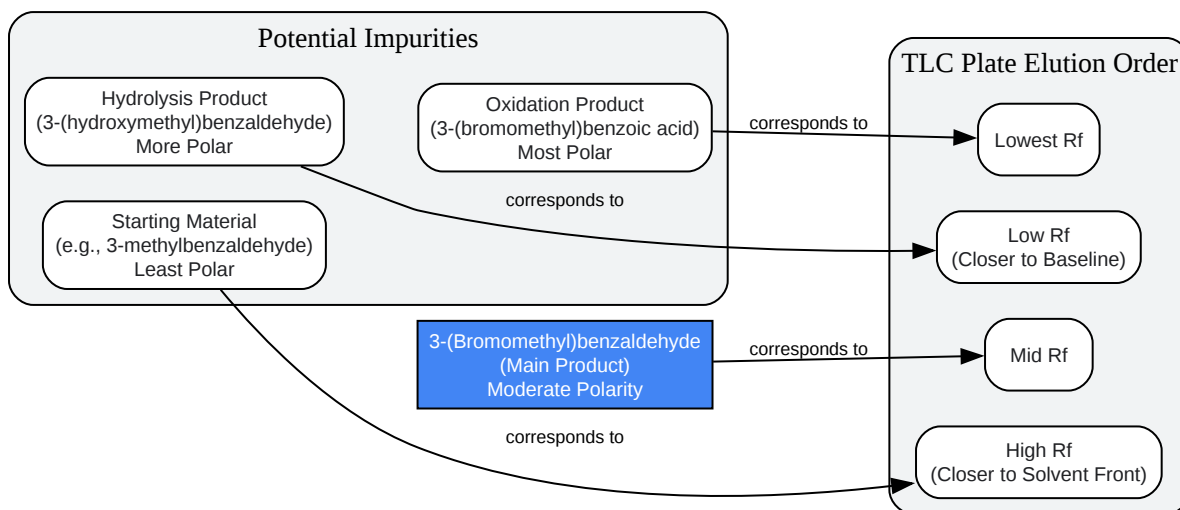 Potential Impurities
Hydrolysis Product
(3-(hydroxymethyl)benzaldehyde)
More Polar
Oxidation Product
(3-(bromomethyl)benzoic acid)
Most Polar
Starting Material
(e.g., 3-methylbenzaldehyde)
Least Polar
3-(Bromomethyl)benzaldehyde
(Main Product)
Moderate Polarity
corresponds to
corresponds to
corresponds to
corresponds to
TLC Plate Elution Order
Lowest Rf
Low Rf
(Closer to Baseline)
Mid Rf
High Rf
(Closer to Solvent Front)